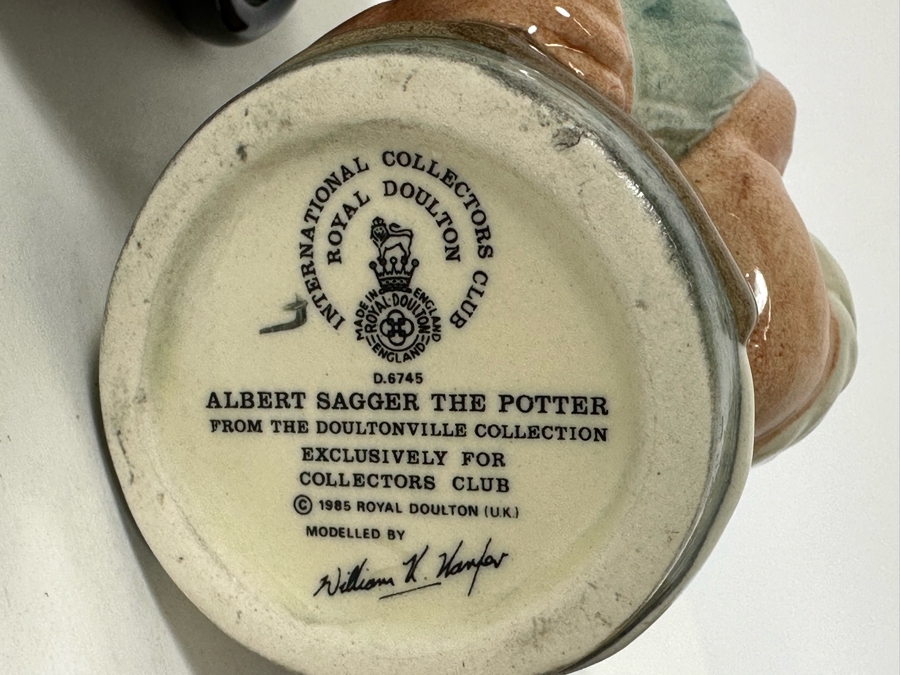 INTERNATIONAL COLLECTORS CLUB
ROYAL DOULTON
MADE IN ENGLAND
ROYAL·DOULTON
ENGLAND
D.6745
ALBERT SAGGER THE POTTER
FROM THE DOULTONVILLE COLLECTION
EXCLUSIVELY FOR
COLLECTORS CLUB
© 1985 ROYAL DOULTON (U.K.)
MODELLED BY
William K. Harper